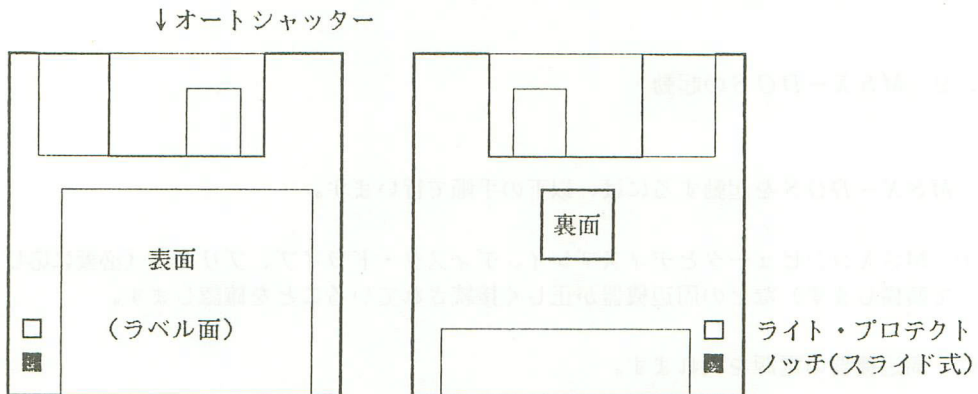 ↓オートシャッター
表面
(ラベル面)
裏面
ライト・プロテクト
ノッチ(スライド式)